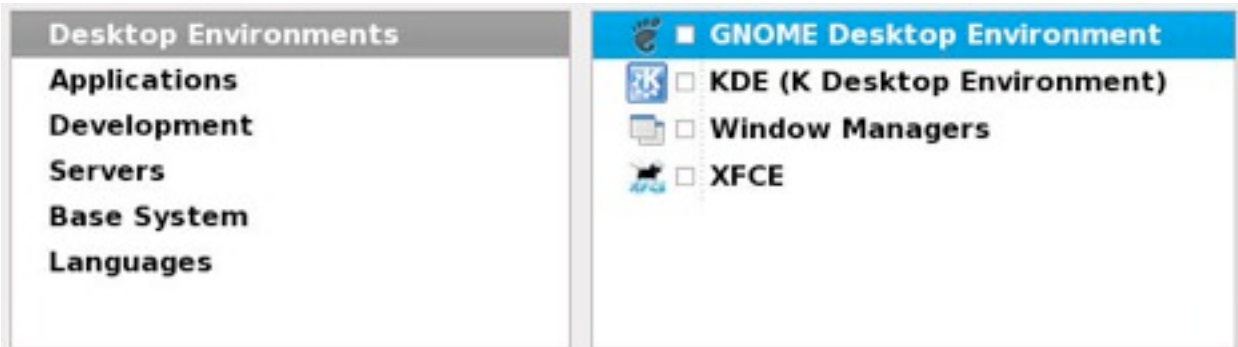 Desktop Environments
Applications
Development
Servers
Base System
Languages
GNOME Desktop Environment
KDE (K Desktop Environment)
Window Managers
XFCE